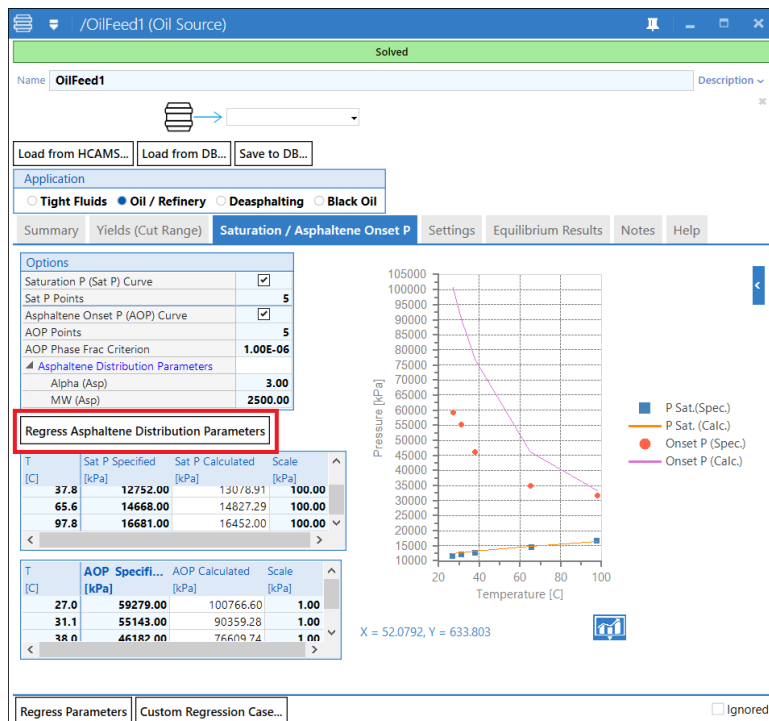 /OilFeed1 (Oil Source)
Solved
Name OilFeed1 Description
Load from HCAMS... Load from DB... Save to DB...
Application
Tight Fluids Oil / Refinery Deasphalting Black Oil
Summary Yields (Cut Range) Saturation / Asphaltene Onset P Settings Equilibrium Results Notes Help
Options
Saturation P (Sat P) Curve
Sat P Points 5
Asphaltene Onset P (AOP) Curve
AOP Points 5
AOP Phase Frac Criterion 1.00E-06
Asphaltene Distribution Parameters
Alpha (Asp) 3.00
MW (Asp) 2500.00
Regress Asphaltene Distribution Parameters
T Sat P Specified Sat P Calculated Scale
[C] [kPa] [kPa] [kPa]
37.8 12752.00 13078.91 100.00
65.6 14668.00 14827.29 100.00
97.8 16681.00 16452.00 100.00
T AOP Specifi... AOP Calculated Scale
[C] [kPa] [kPa] [kPa]
27.0 59279.00 100766.60 1.00
31.1 55143.00 90359.28 1.00
38.0 46182.00 76609.74 1.00
105000
100000
95000
90000
85000
80000
75000
70000
65000
60000
55000
50000
45000
40000
35000
30000
25000
20000
15000
10000
Pressure [kPa]
20 40 60 80 100
Temperature [C]
P Sat.(Spec.)
P Sat. (Calc.)
Onset P (Spec.)
Onset P (Calc.)
X = 52.0792, Y = 633.803
Regress Parameters Custom Regression Case... Ignored